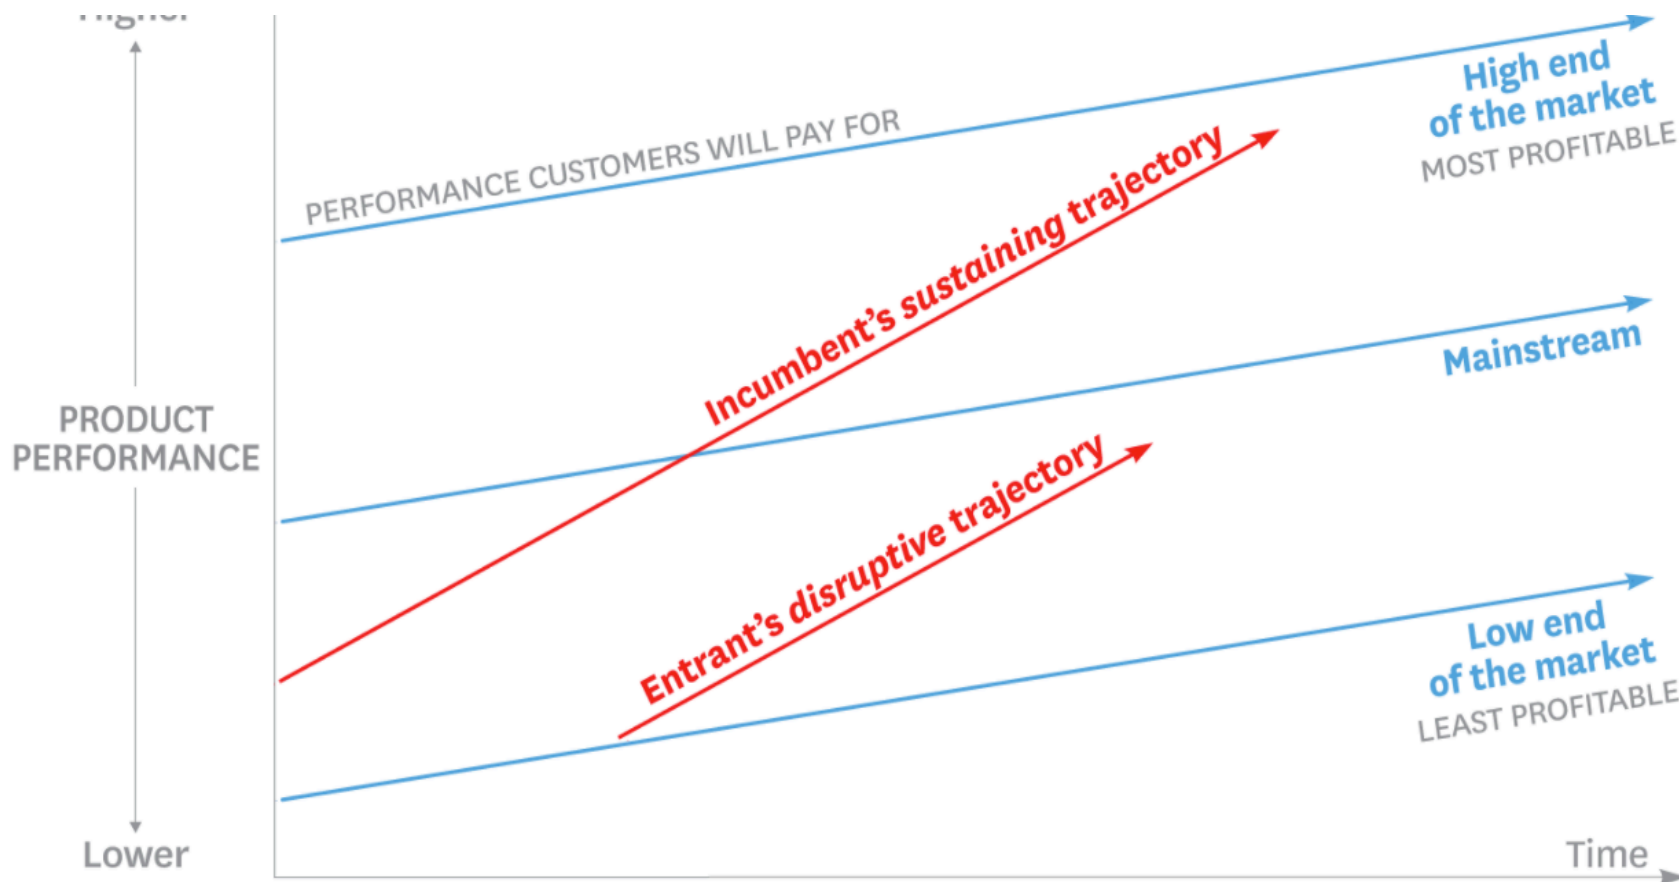 Higher
PERFORMANCE CUSTOMERS WILL PAY FOR
High end
of the market
MOST PROFITABLE
Incumbent’s sustaining trajectory
Mainstream
PRODUCT
PERFORMANCE
Entrant’s disruptive trajectory
Low end
of the market
LEAST PROFITABLE
Lower
Time